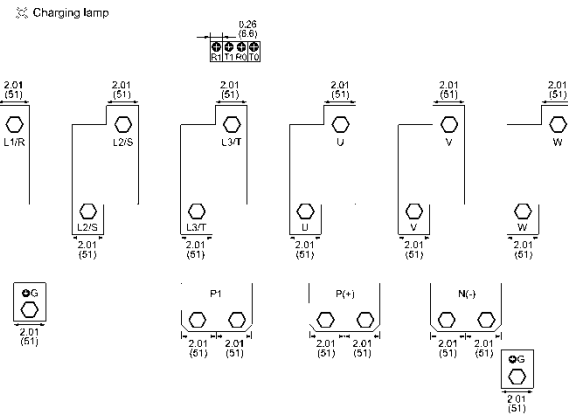 Charging lamp
0.26
(6.6)
R1 T1 R0 T0
2.01 2.01 2.01 2.01 2.01 2.01
(51) (51) (51) (51) (51) (51)
L1/R L2/S L3/T U V W
L2/S L3/T U V W
2.01 2.01 2.01 2.01 2.01
(51) (51) (51) (51) (51)
G P1 P(+) N(-)
2.01 2.01 2.01 2.01 2.01 2.01 2.01
(51) (51) (51) (51) (51) (51) (51)
G
2.01
(51)